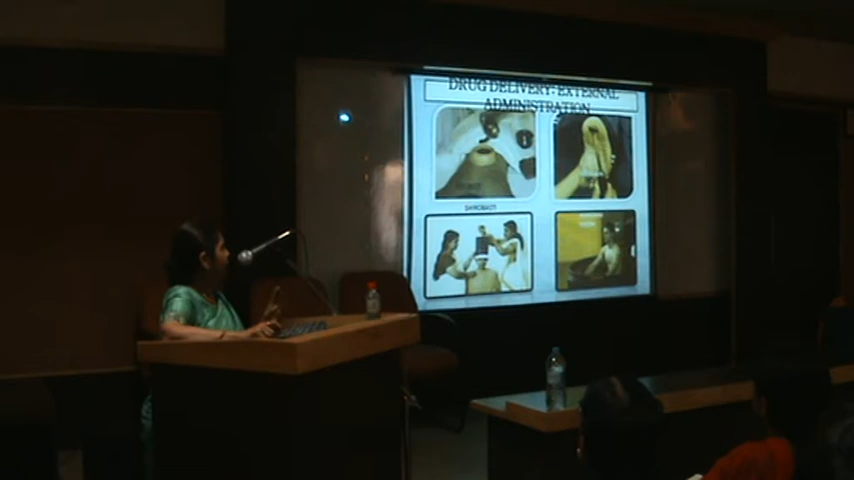 DRUG DELIVERY: EXTERNAL
ADMINISTRATION
SHIROBASTI